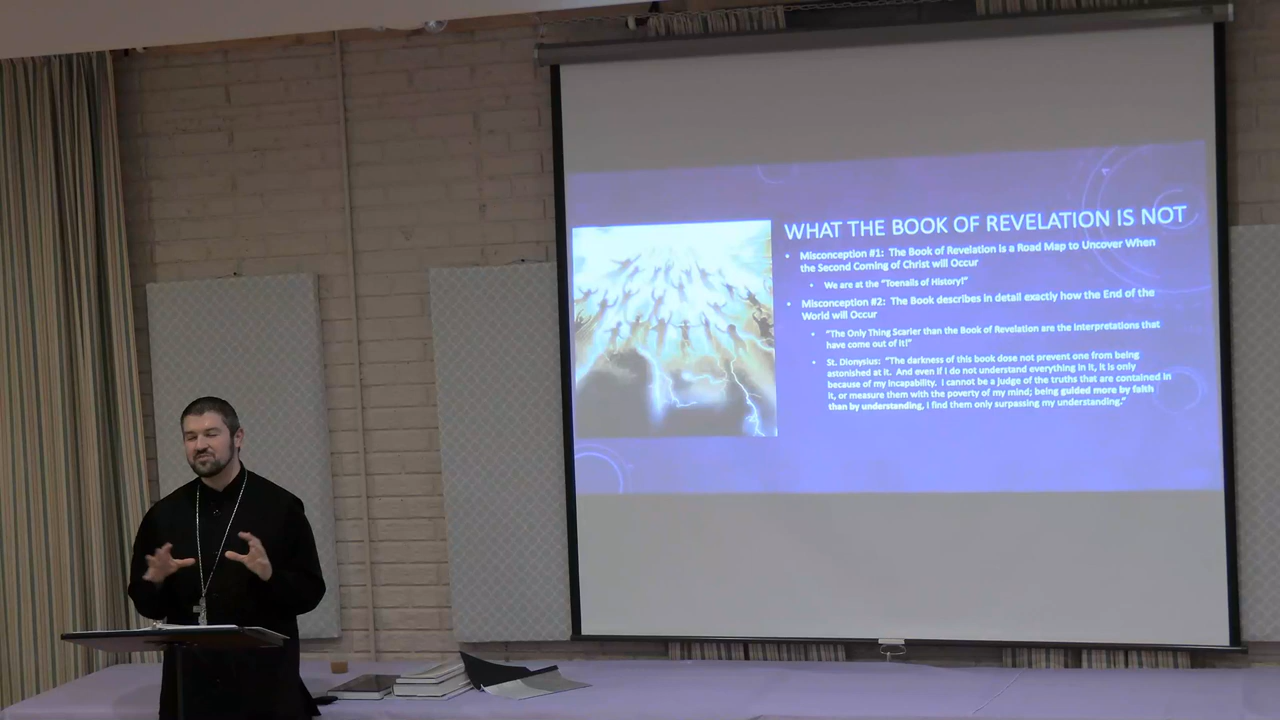 WHAT THE BOOK OF REVELATION IS NOT
• Misconception #1: The Book of Revelation is a Road Map to Uncover When
the Second Coming of Christ will Occur
• We are at the "Toenails of History!"
• Misconception #2: The Book describes in detail exactly how the End of the
World will Occur
• "The Only Thing Scarier than the Book of Revelation are the interpretations that
have come out of it!"
• St. Dionysius: "The darkness of this book dose not prevent one from being
astonished at it. And even if I do not understand everything in it, it is only
because of my incapability. I cannot be a judge of the truths that are contained in
it, or measure them with the poverty of my mind; being guided more by faith
than by understanding, I find them only surpassing my understanding."